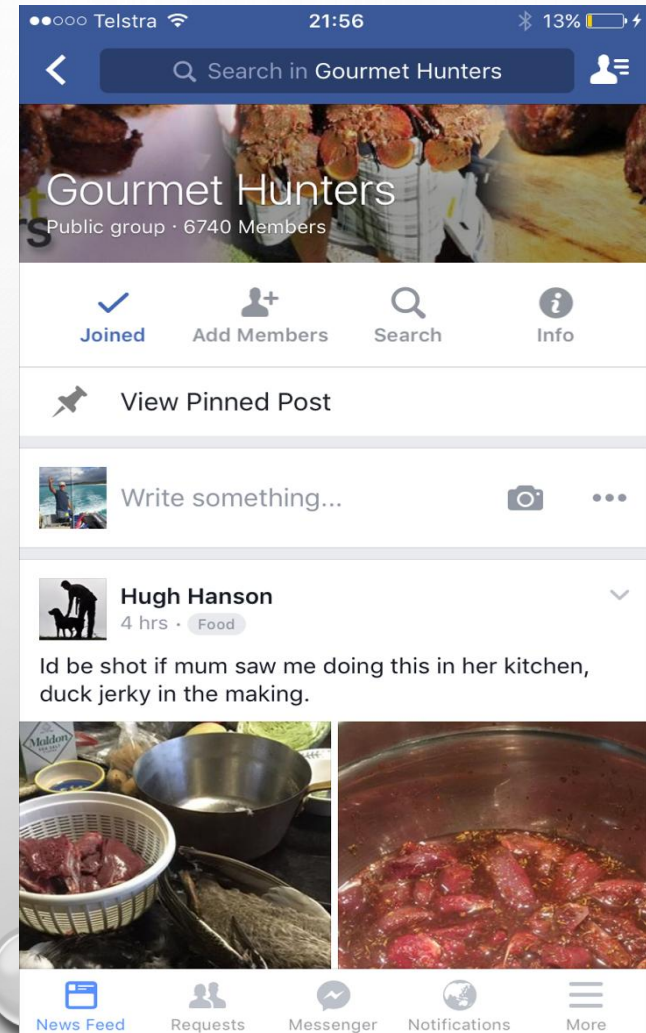 Telstra 21:56 13%
Search in Gourmet Hunters
Gourmet Hunters
Public group · 6740 Members
Joined Add Members Search Info
View Pinned Post
Write something...
Hugh Hanson
4 hrs · Food
Id be shot if mum saw me doing this in her kitchen,
duck jerky in the making.
Maldon
News Feed Requests Messenger Notifications More